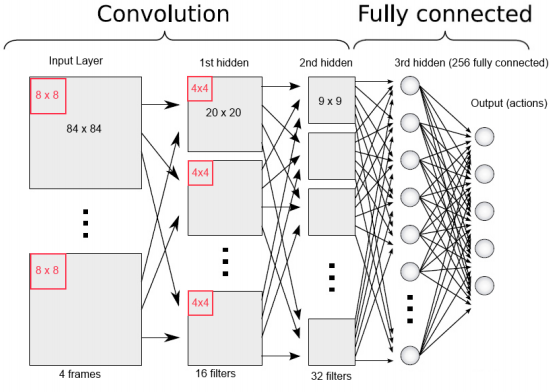 Convolution
Fully connected
Input Layer
1st hidden
2nd hidden
3rd hidden (256 fully connected)
Output (actions)
8 x 8
84 x 84
4x4
20 x 20
9 x 9
4x4
8 x 8
4x4
4 frames
16 filters
32 filters